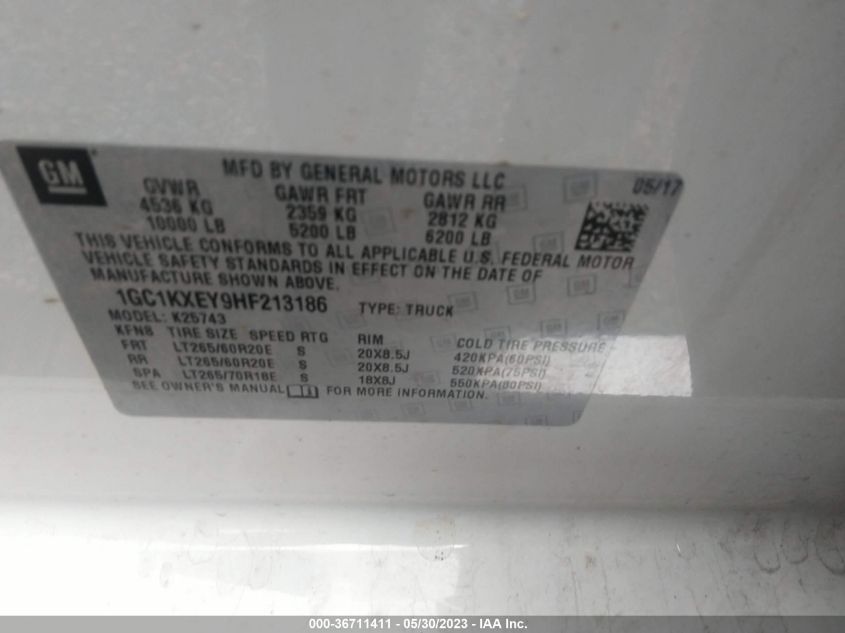 GM
MFD BY GENERAL MOTORS LLC 05/17
GVWR GAWR FRT GAWR RR
4536 KG 2359 KG 2812 KG
10000 LB 5200 LB 6200 LB
THIS VEHICLE CONFORMS TO ALL APPLICABLE U.S. FEDERAL MOTOR
VEHICLE SAFETY STANDARDS IN EFFECT ON THE DATE OF
MANUFACTURE SHOWN ABOVE.
1GC1KXEY9HF213186 TYPE: TRUCK
MODEL: K25743
KFN8 TIRE SIZE SPEED RTG RIM COLD TIRE PRESSURE
FRT LT265/60R20E S 20X8.5J 420KPA(60PSI)
RR LT265/60R20E S 20X8.5J 520KPA(75PSI)
SPA LT265/70R18E S 18X8J 550KPA(80PSI)
SEE OWNER'S MANUAL FOR MORE INFORMATION.
000-36711411 - 05/30/2023 - IAA Inc.